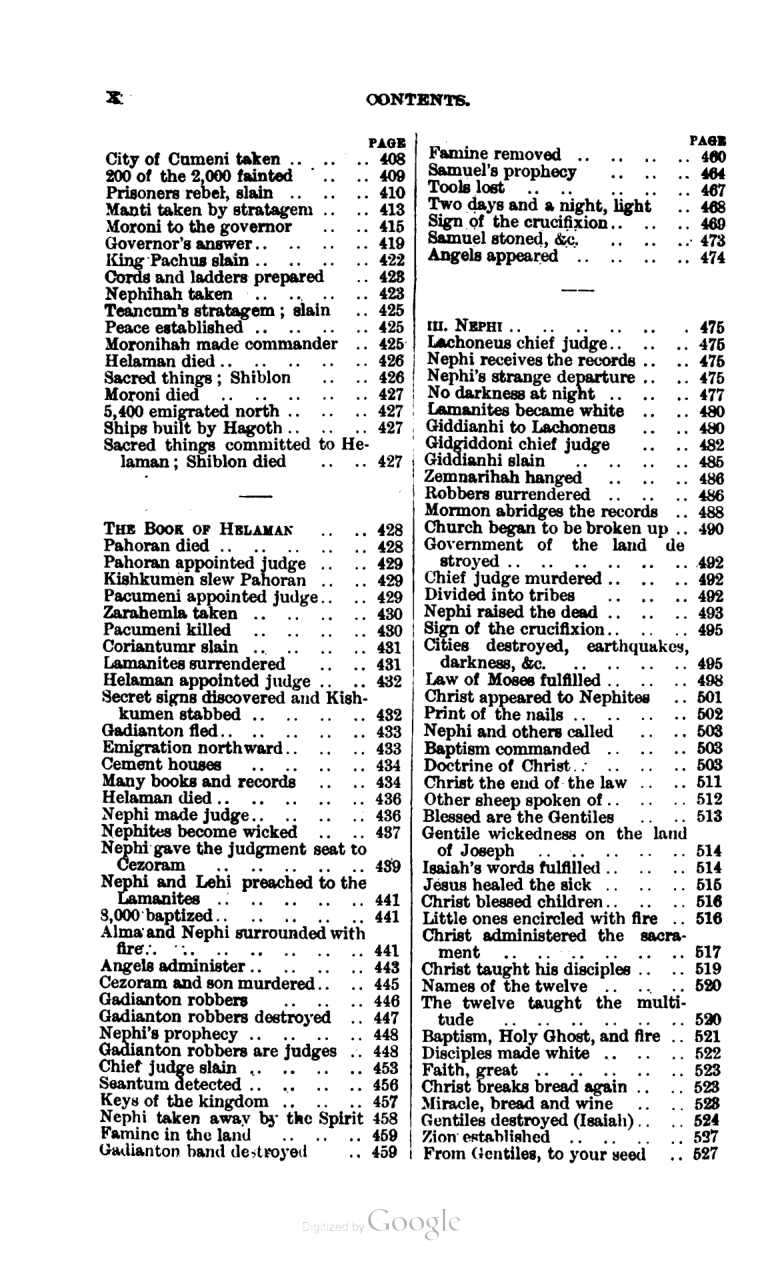 X
CONTENTS.
PAGE
City of Cumeni taken .. .. .. 408
200 of the 2,000 fainted .. .. 409
Prisoners rebel, slain .. .. .. 410
Manti taken by stratagem .. .. 413
Moroni to the governor .. .. 415
Governor's answer .. .. .. .. 419
King Pachus slain .. .. .. .. 422
Cords and ladders prepared .. 423
Nephihah taken .. .. .. .. 423
Teancum's stratagem ; slain .. 425
Peace established .. .. .. .. 425
Moronihah made commander .. 425
Helaman died .. .. .. .. .. 426
Sacred things ; Shiblon .. .. 426
Moroni died .. .. .. .. .. 427
5,400 emigrated north .. .. .. 427
Ships built by Hagoth .. .. .. 427
Sacred things committed to He-
laman ; Shiblon died .. .. 427
THE BOOK OF HELAMAN .. .. 428
Pahoran died .. .. .. .. .. 428
Pahoran appointed judge .. .. 429
Kishkumen slew Pahoran .. .. 429
Pacumeni appointed judge .. .. 429
Zarahemla taken .. .. .. .. 430
Pacumeni killed .. .. .. .. 430
Coriantumr slain .. .. .. .. 431
Lamanites surrendered .. .. 431
Helaman appointed judge .. .. 432
Secret signs discovered and Kish-
kumen stabbed .. .. .. .. 432
Gadianton fled .. .. .. .. .. 433
Emigration northward .. .. .. 433
Cement houses .. .. .. .. 434
Many books and records .. .. 434
Helaman died .. .. .. .. .. 436
Nephi made judge .. .. .. .. 436
Nephites become wicked .. .. 437
Nephi gave the judgment seat to
Cezoram .. .. .. .. .. 439
Nephi and Lehi preached to the
Lamanites .. .. .. .. .. 441
8,000 baptized .. .. .. .. .. 441
Alma and Nephi surrounded with
fire .. .. .. .. .. .. .. 441
Angels administer .. .. .. .. 443
Cezoram and son murdered .. .. 445
Gadianton robbers .. .. .. 446
Gadianton robbers destroyed .. 447
Nephi's prophecy .. .. .. .. 448
Gadianton robbers are judges .. 448
Chief judge slain .. .. .. .. 453
Seantum detected .. .. .. .. 456
Keys of the kingdom .. .. .. 457
Nephi taken away by the Spirit 458
Famine in the land .. .. .. 459
Gadianton band destroyed .. 459
PAGE
Famine removed .. .. .. .. 460
Samuel's prophecy .. .. .. 464
Tools lost .. .. .. .. .. 467
Two days and a night, light .. 468
Sign of the crucifixion .. .. .. 469
Samuel stoned, &c. .. .. .. 473
Angels appeared .. .. .. .. 474
III. NEPHI .. .. .. .. .. . 475
Lachoneus chief judge .. .. .. 475
Nephi receives the records .. .. 475
Nephi's strange departure .. .. 475
No darkness at night .. .. .. 477
Lamanites became white .. .. 480
Giddianhi to Lachoneus .. .. 480
Gidgiddoni chief judge .. .. 482
Giddianhi slain .. .. .. .. 485
Zemnarihah hanged .. .. .. 486
Robbers surrendered .. .. .. 486
Mormon abridges the records .. 488
Church began to be broken up .. 490
Government of the land de
stroyed .. .. .. .. .. .. 492
Chief judge murdered .. .. .. 492
Divided into tribes .. .. .. 492
Nephi raised the dead .. .. .. 493
Sign of the crucifixion .. .. .. 495
Cities destroyed, earthquakes,
darkness, &c. .. .. .. .. 495
Law of Moses fulfilled .. .. .. 498
Christ appeared to Nephites .. 501
Print of the nails .. .. .. .. 502
Nephi and others called .. .. 503
Baptism commanded .. .. .. 503
Doctrine of Christ .. .. .. .. 503
Christ the end of the law .. .. 511
Other sheep spoken of .. .. .. 512
Blessed are the Gentiles .. .. 513
Gentile wickedness on the land
of Joseph .. .. .. .. .. 514
Isaiah's words fulfilled .. .. .. 514
Jesus healed the sick .. .. .. 515
Christ blessed children .. .. .. 516
Little ones encircled with fire .. 516
Christ administered the sacra-
ment .. .. .. .. .. .. 517
Christ taught his disciples .. .. 519
Names of the twelve .. .. .. 520
The twelve taught the multi-
tude .. .. .. .. .. .. 520
Baptism, Holy Ghost, and fire .. 521
Disciples made white .. .. .. 522
Faith, great .. .. .. .. .. 523
Christ breaks bread again .. .. 523
Miracle, bread and wine .. .. 523
Gentiles destroyed (Isaiah) .. .. 524
Zion established .. .. .. .. 527
From Gentiles, to your seed .. 527
Digitized by Google